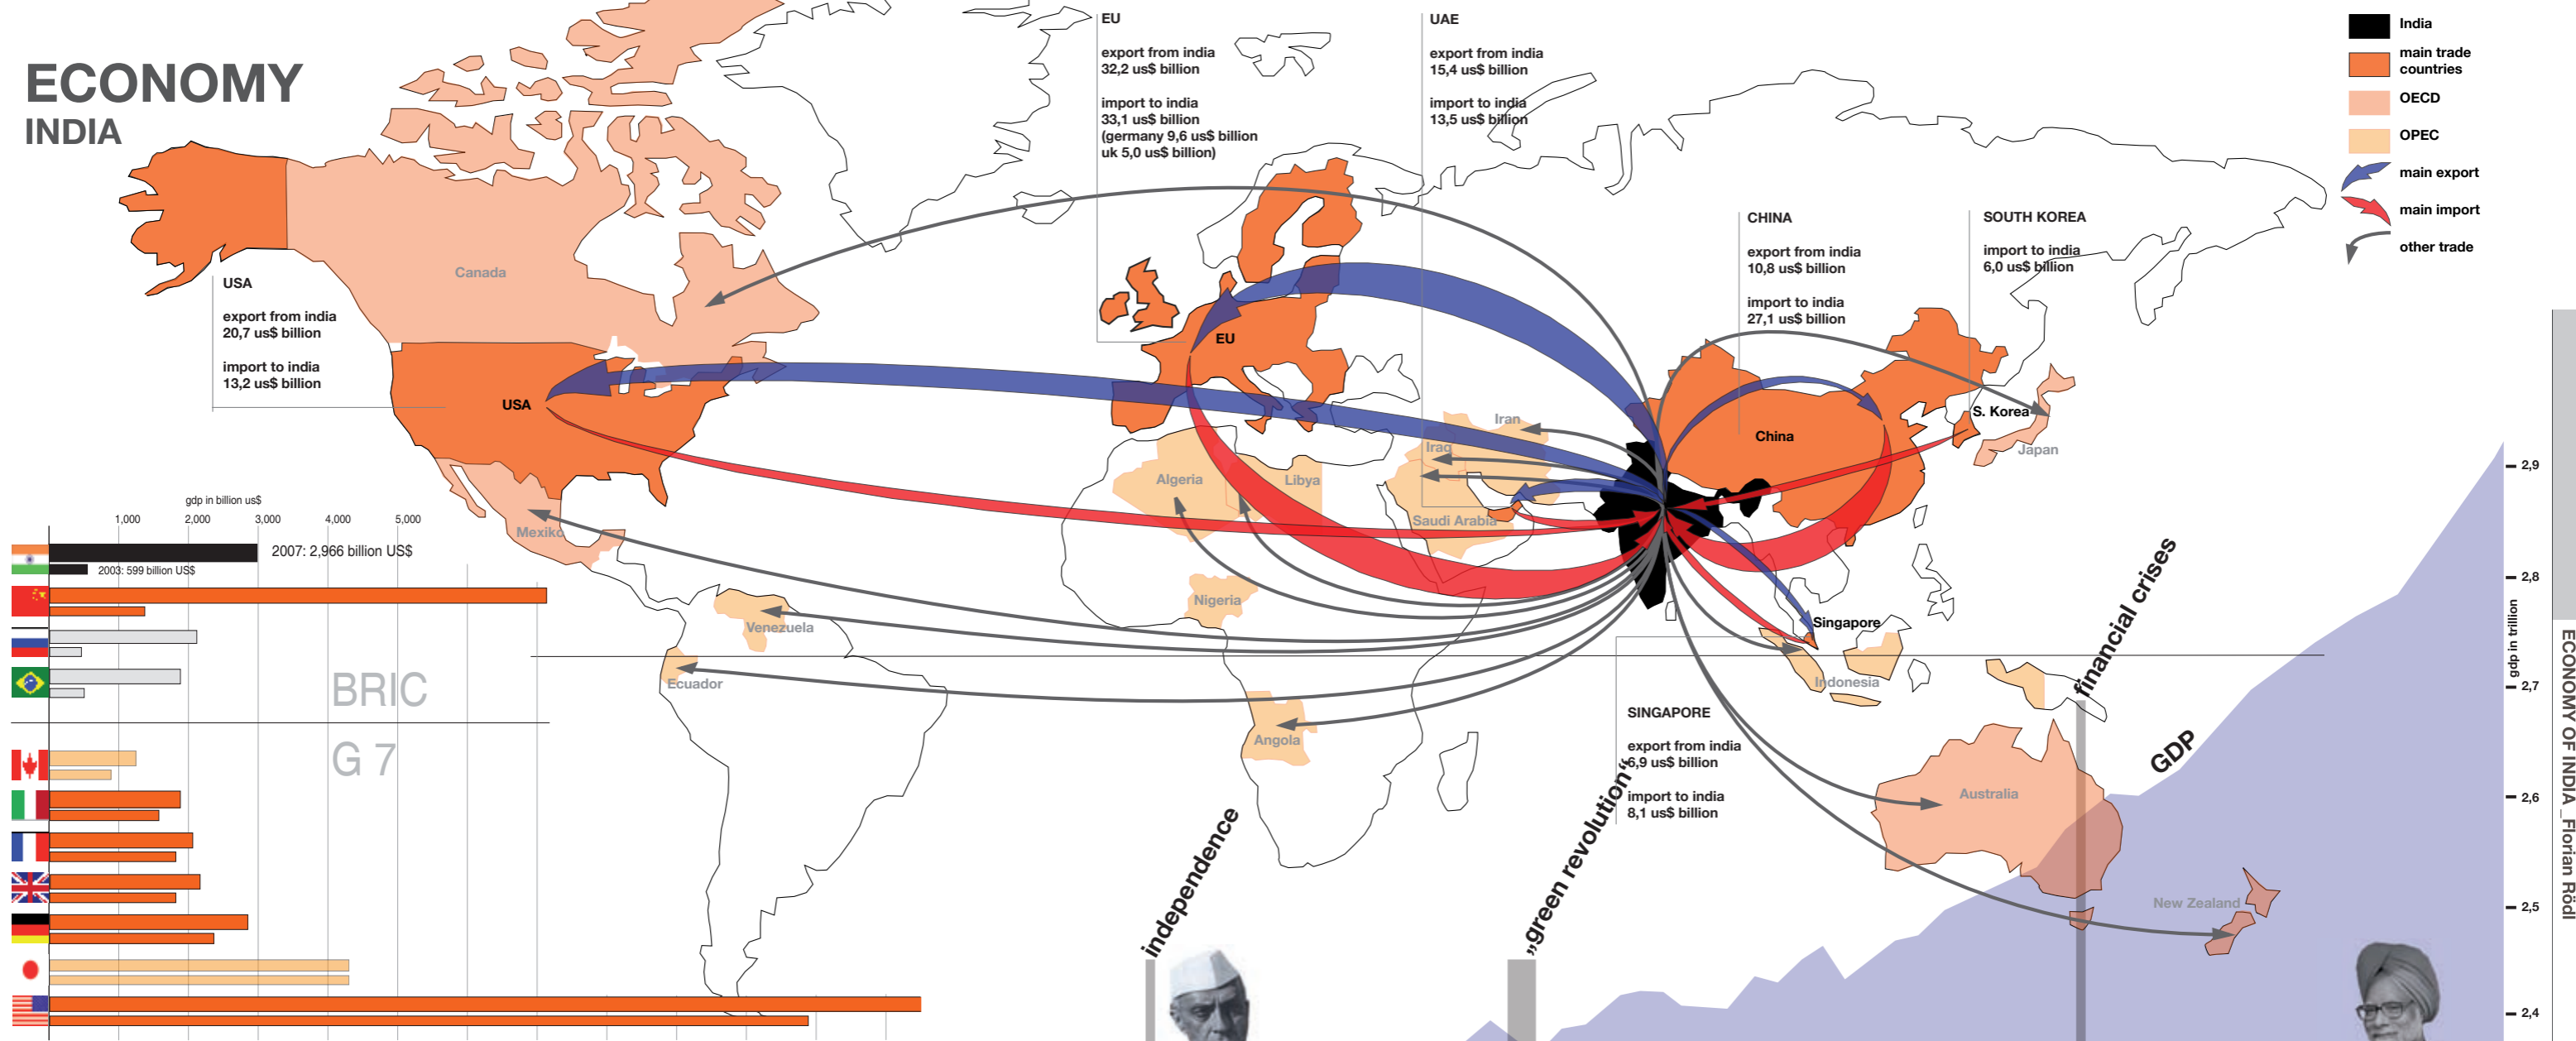 ECONOMY
INDIA
EU
export from india
32,2 us$ billion
import to india
33,1 us$ billion
(germany 9,6 us$ billion
uk 5,0 us$ billion)
UAE
export from india
15,4 us$ billion
import to india
13,5 us$ billion
India
main trade
countries
OECD
OPEC
main export
main import
other trade
CHINA
export from india
10,8 us$ billion
import to india
27,1 us$ billion
SOUTH KOREA
import to india
6,0 us$ billion
USA
export from india
20,7 us$ billion
import to india
13,2 us$ billion
Canada
USA
Mexiko
Venezuela
Ecuador
EU
Algeria
Libya
Nigeria
Angola
Iran
Iraq
Saudi Arabia
China
S. Korea
Japan
Singapore
Indonesia
Australia
New Zealand
SINGAPORE
export from india
6,9 us$ billion
import to india
8,1 us$ billion
gdp in billion us$
1,000
2,000
3,000
4,000
5,000
2007: 2,966 billion US$
2003: 599 billion US$
BRIC
G 7
independence
„green revolution“
financial crises
GDP
gdp in trillion
2,9
2,8
2,7
2,6
2,5
2,4
ECONOMY OF INDIA_Florian Rödl